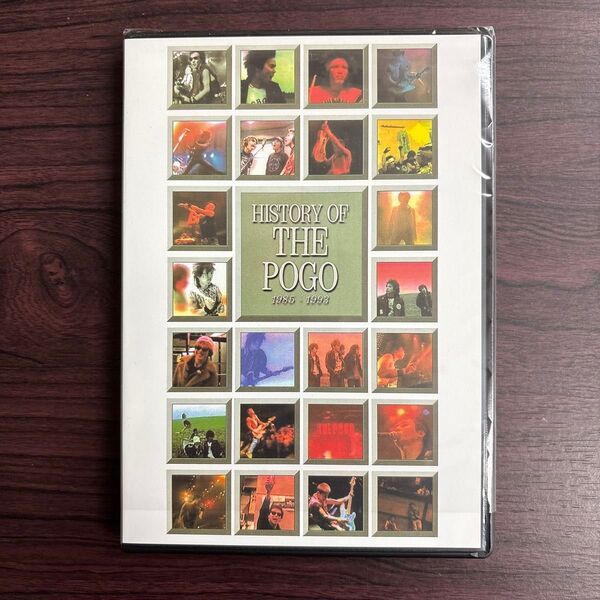 HISTORY OF
THE
POGO
1985 - 1993